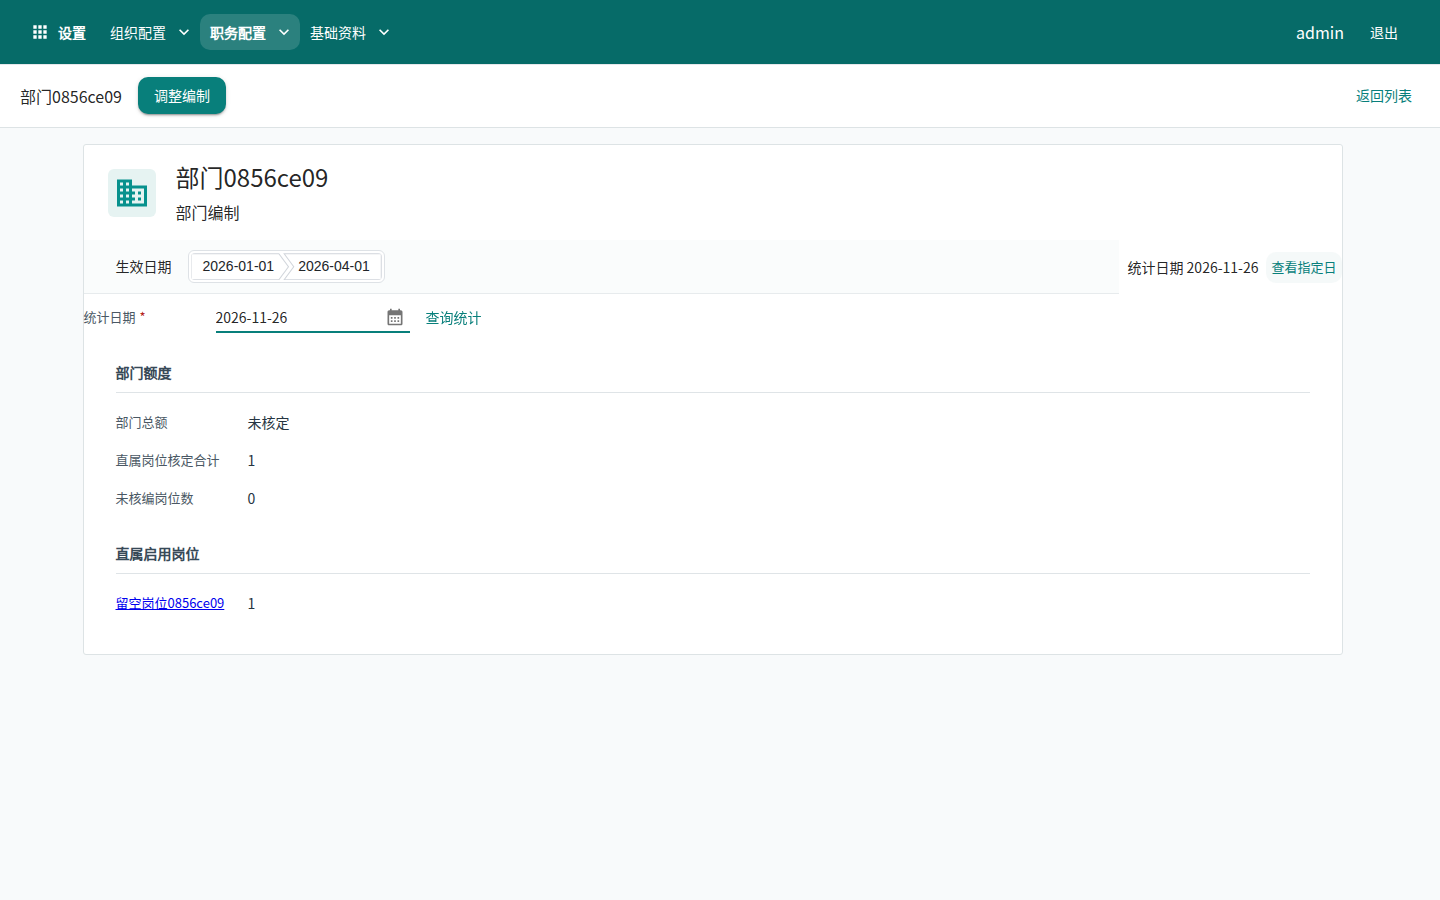 设置 组织配置 职务配置 基础资料 admin 退出
部门0856ce09 调整编制 返回列表
部门0856ce09
部门编制
生效日期 2026-01-01 2026-04-01 统计日期 2026-11-26 查看指定日
统计日期 * 2026-11-26 查询统计
部门额度
部门总额 未核定
直属岗位核定合计 1
未核编岗位数 0
直属启用岗位
留空岗位0856ce09 1